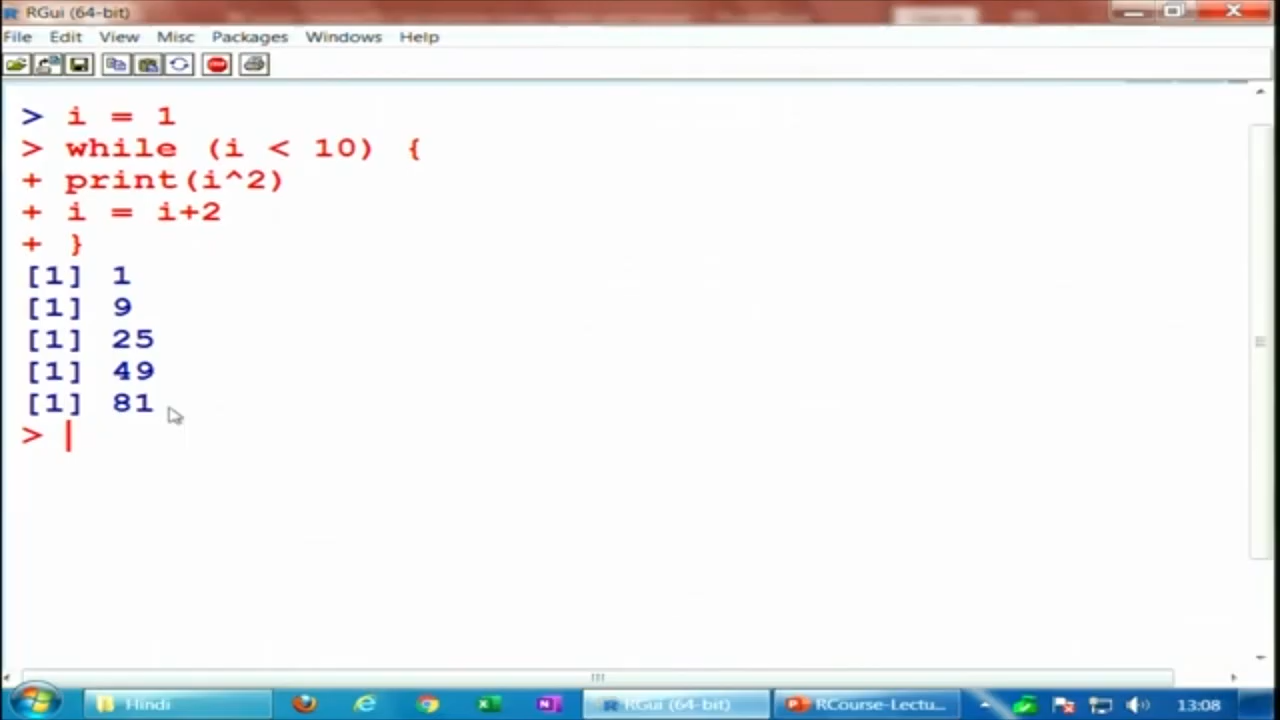 RGui (64-bit)
File Edit View Misc Packages Windows Help
STOP
> i = 1
> while (i < 10) {
+ print(i^2)
+ i = i+2
+ }
[1] 1
[1] 9
[1] 25
[1] 49
[1] 81
>
Hindi RGui (64-bit) RCourse-Lectu... 13:08